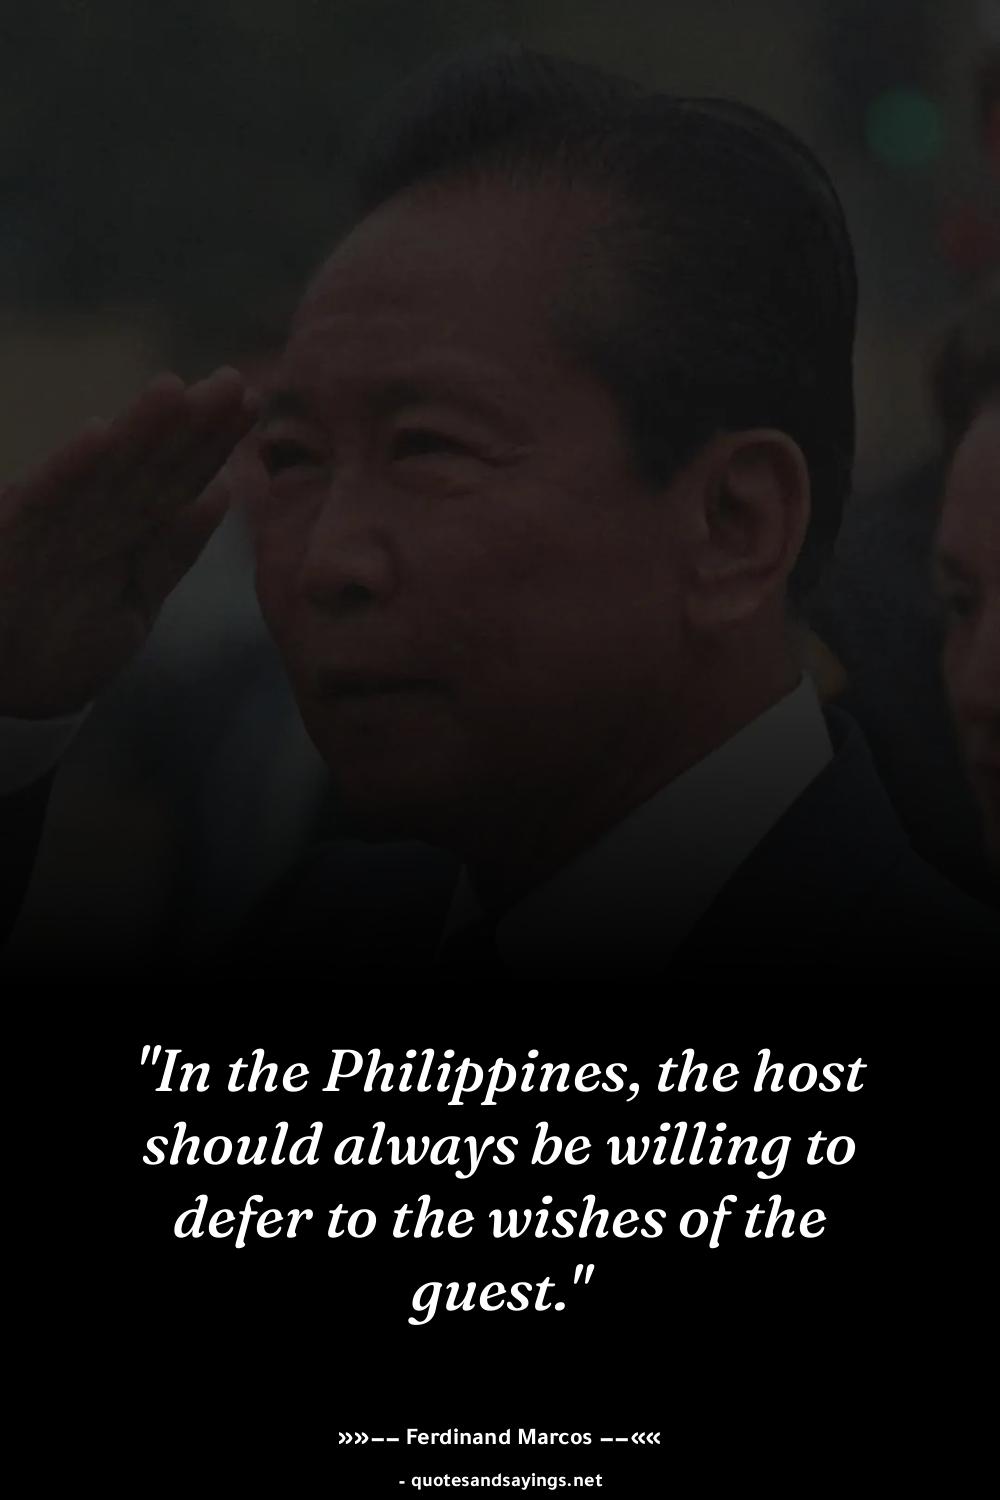 "In the Philippines, the host
should always be willing to
defer to the wishes of the
guest."
»»−− Ferdinand Marcos −−««
- quotesandsayings.net